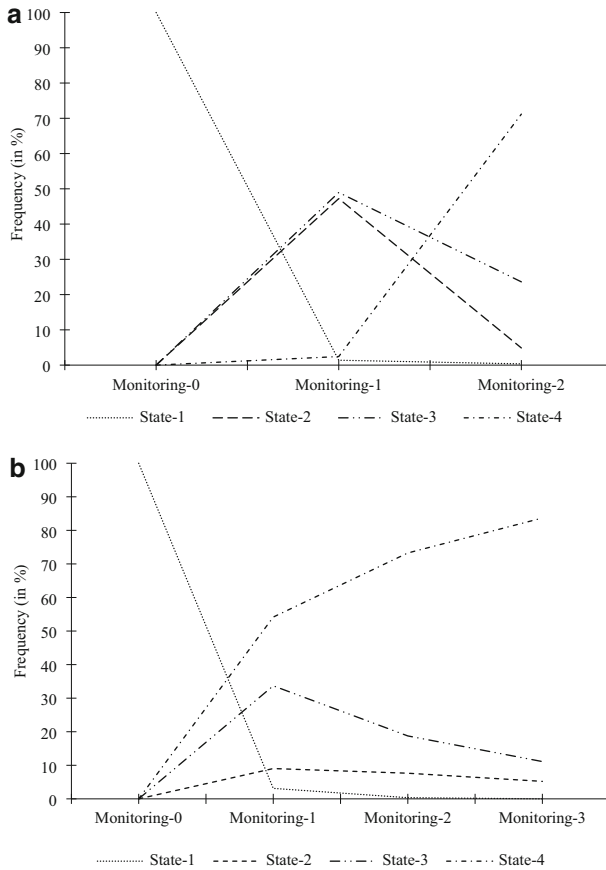 a
Frequency (in %)
100
90
80
70
60
50
40
30
20
10
0
Monitoring-0 Monitoring-1 Monitoring-2
State-1 State-2 State-3 State-4
b
Frequency (in %)
100
90
80
70
60
50
40
30
20
10
0
Monitoring-0 Monitoring-1 Monitoring-2 Monitoring-3
State-1 State-2 State-3 State-4